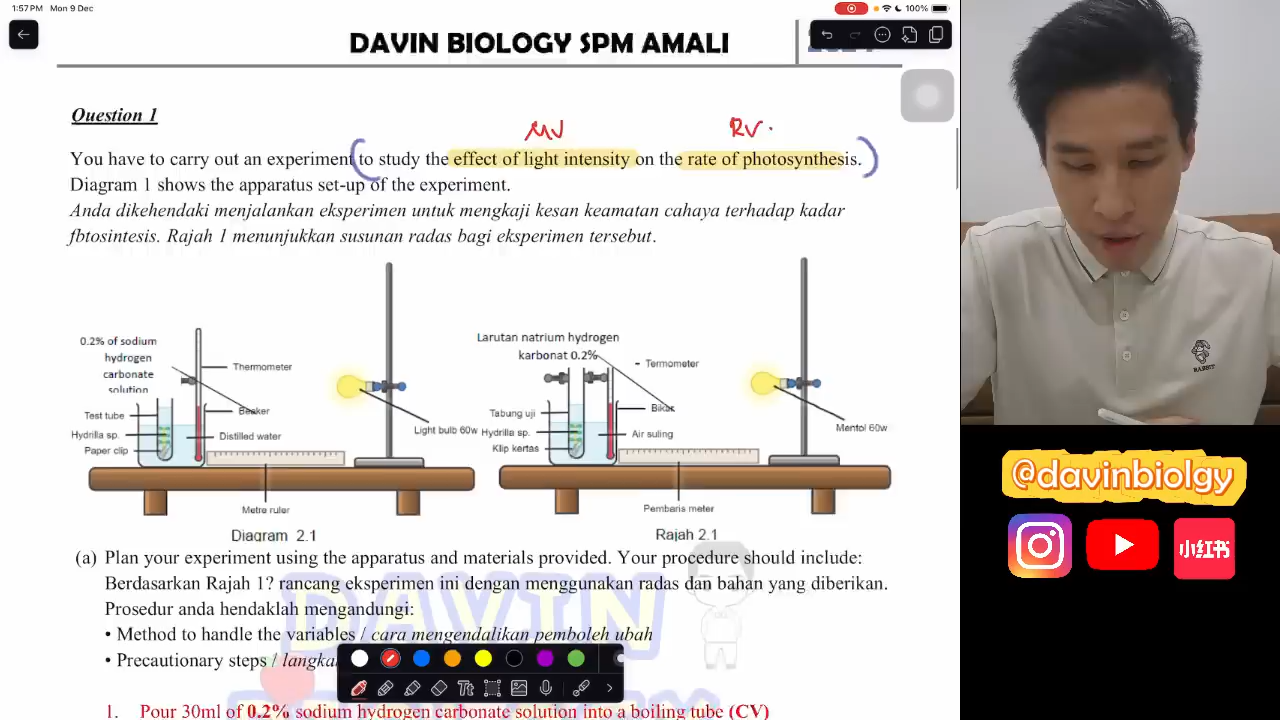 1:57 PM Mon 9 Dec
100%
DAVIN BIOLOGY SPM AMALI
Question 1
MV
RV
You have to carry out an experiment to study the effect of light intensity on the rate of photosynthesis.
Diagram 1 shows the apparatus set-up of the experiment.
Anda dikehendaki menjalankan eksperimen untuk mengkaji kesan keamatan cahaya terhadap kadar
fbtosintesis. Rajah 1 menunjukkan susunan radas bagi eksperimen tersebut.
0.2% of sodium
hydrogen
carbonate
solution
Thermometer
Test tube
Beaker
Hydrilla sp.
Distilled water
Paper clip
Light bulb 60w
Metre ruler
Diagram 2.1
Larutan natrium hydrogen
karbonat 0.2%
Termometer
Tabung uji
Bikar
Hydrilla sp.
Air suling
Klip kertas
Mentol 60w
Pembaris meter
Rajah 2.1
(a) Plan your experiment using the apparatus and materials provided. Your procedure should include:
Berdasarkan Rajah 1? rancang eksperimen ini dengan menggunakan radas dan bahan yang diberikan.
Prosedur anda hendaklah mengandungi:
• Method to handle the variables / cara mengendalikan pemboleh ubah
• Precautionary steps /
Tt
1. Pour 30ml of 0.2% sodium hydrogen carbonate solution into a boiling tube (CV)
DAVIN
RABBIT
@davinbiolgy
小红书